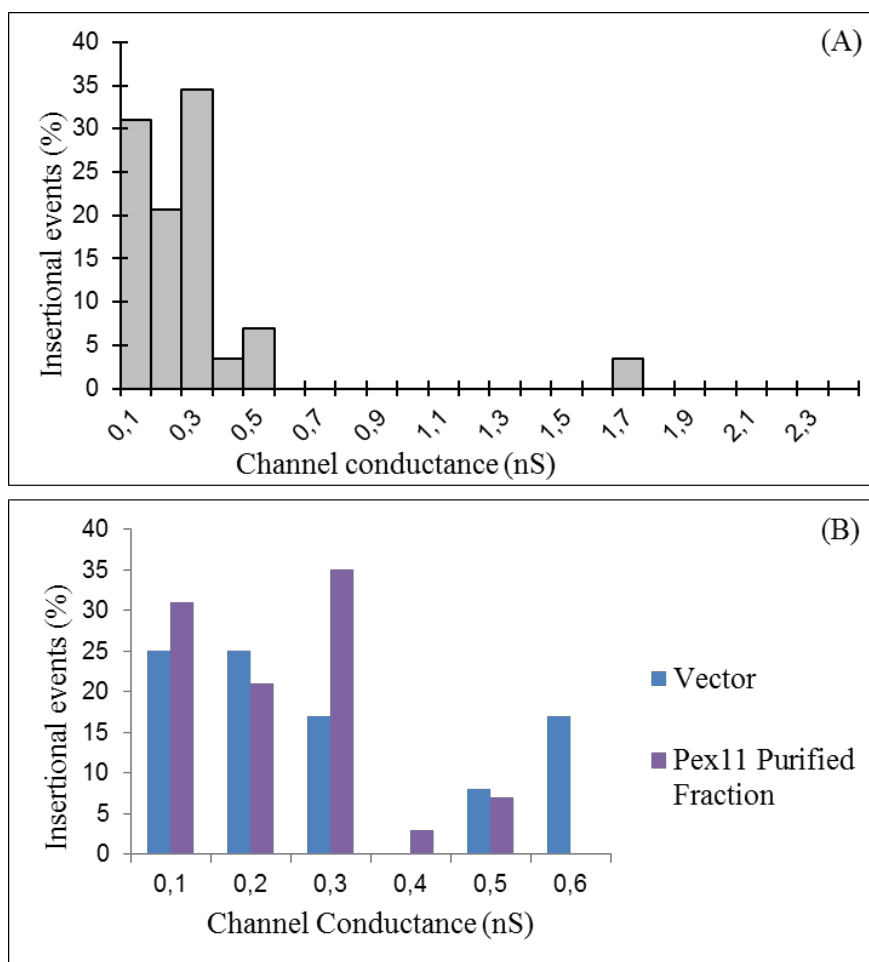 (A)
Insertional events (%)
40
35
30
25
20
15
10
5
0
0,1 0,3 0,5 0,7 0,9 1,1 1,3 1,5 1,7 1,9 2,1 2,3
Channel conductance (nS)
(B)
Insertional events (%)
40
35
30
25
20
15
10
5
0
0,1 0,2 0,3 0,4 0,5 0,6
Channel Conductance (nS)
Vector
Pex11 Purified
Fraction